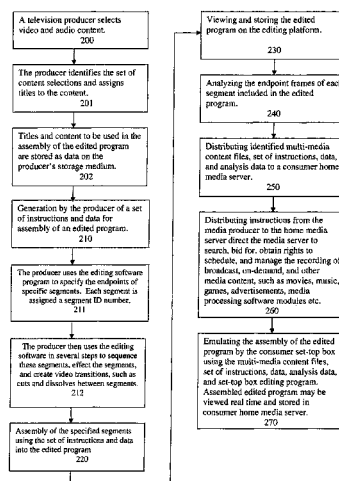 A television producer selects
video and audio content.
200
The producer identifies the set of
content selections and assigns
titles to the content.
201
Titles and content to be used in the
assembly of the edited program
are stored as data on the
producer's storage medium.
202
Generation by the producer of a set
of instructions and data for
assembly of an edited program.
210
The producer uses the editing software
program to specify the endpoints of
specific segments. Each segment is
assigned a segment ID number.
211
The producer then uses the editing
software in several steps to sequence
these segments, effect the segments,
and create video transitions, such as
cuts and dissolves between segments.
212
Assembly of the specified segments
using the set of instructions and data
into the edited program
220
Viewing and storing the edited
program on the editing platform.
230
Analyzing the endpoint frames of each
segment included in the edited
program.
240
Distributing identified multi-media
content files, set of instructions, data,
and analysis data to a consumer home
media server.
250
Distributing instructions from the
media producer to the home media
server direct the media server to
search, bid for, obtain rights to
schedule, and manage the recording of
broadcast, on-demand, and other
media content, such as movies, music,
games, advertisements, media
processing software modules etc.
260
Emulating the assembly of the edited
program by the consumer set-top box
using the multi-media content files,
set of instructions, data, analysis data,
and set-top box editing program.
Assembled edited program may be
viewed real time and stored in
consumer home media server.
270